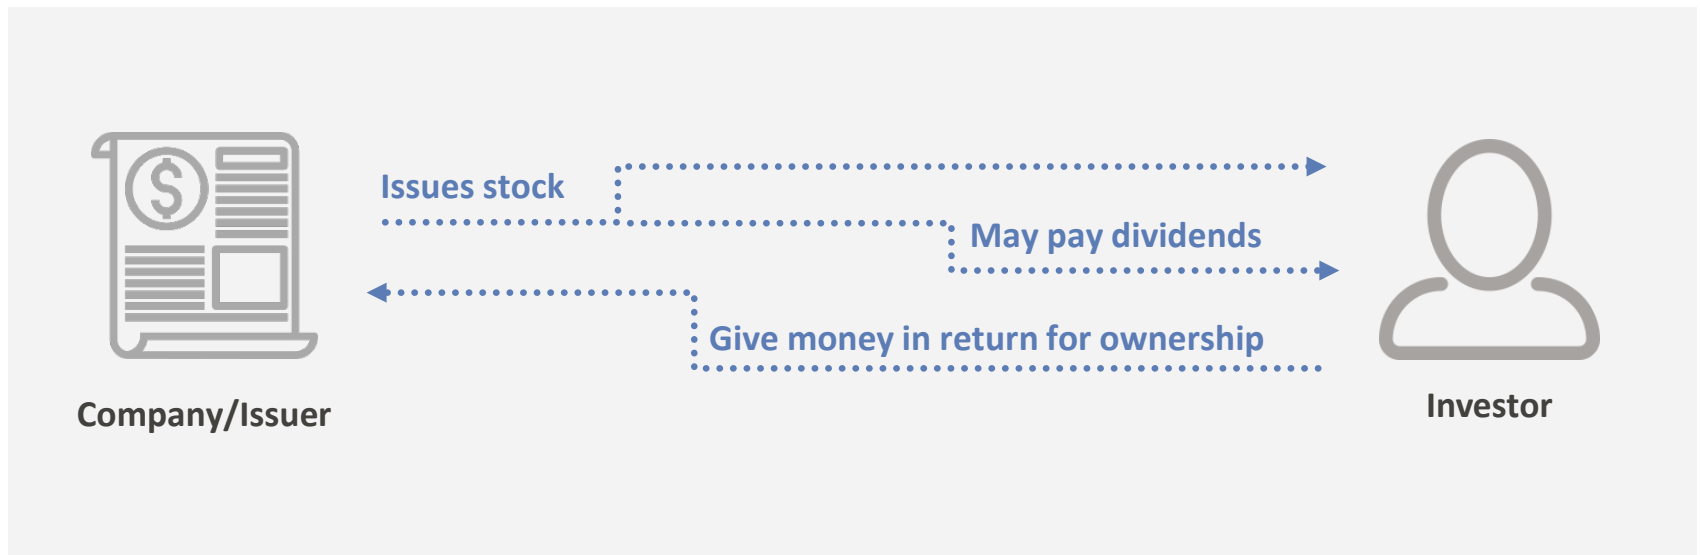 $
Issues stock
May pay dividends
Give money in return for ownership
Company/Issuer
Investor